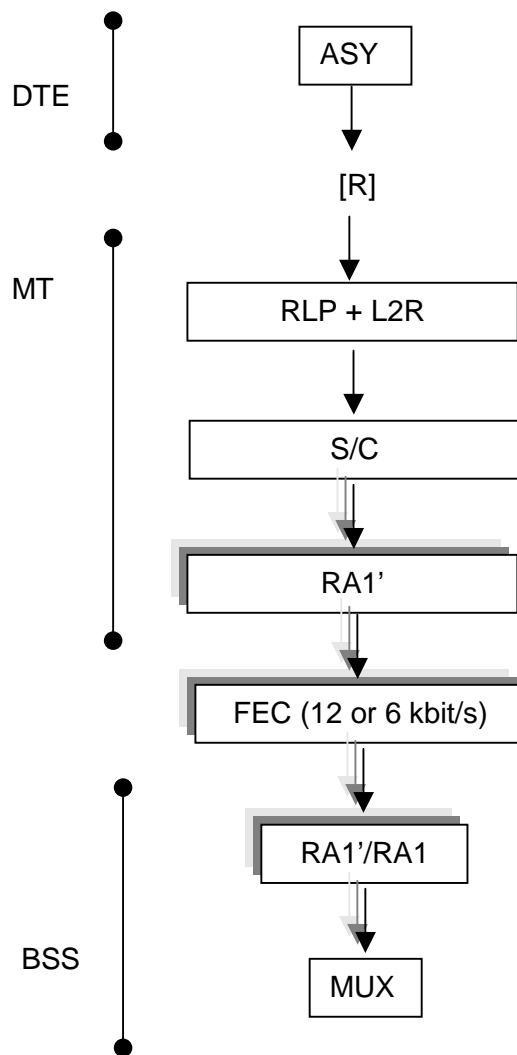 ASY
DTE
[R]
MT
RLP + L2R
S/C
RA1’
FEC (12 or 6 kbit/s)
RA1’/RA1
BSS
MUX